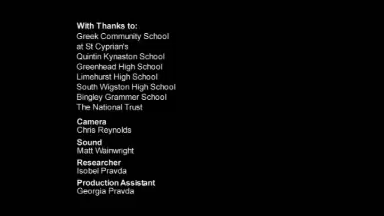 With Thanks to:
Greek Community School
at St Cyprian's
Quintin Kynaston School
Greenhead High School
Limehurst High School
South Wigston High School
Bingley Grammer School
The National Trust
Camera
Chris Reynolds
Sound
Matt Wainwright
Researcher
Isobel Pravda
Production Assistant
Georgia Pravda